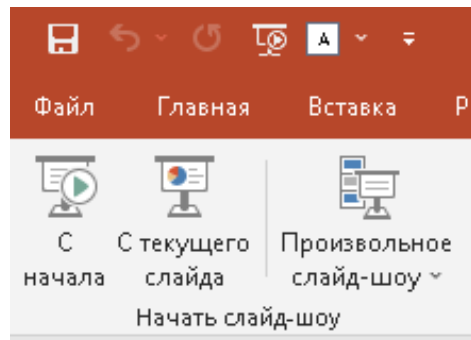 A
Файл Главная Вставка Р
С начала
С текущего слайда
Произвольное слайд-шоу
Начать слайд-шоу